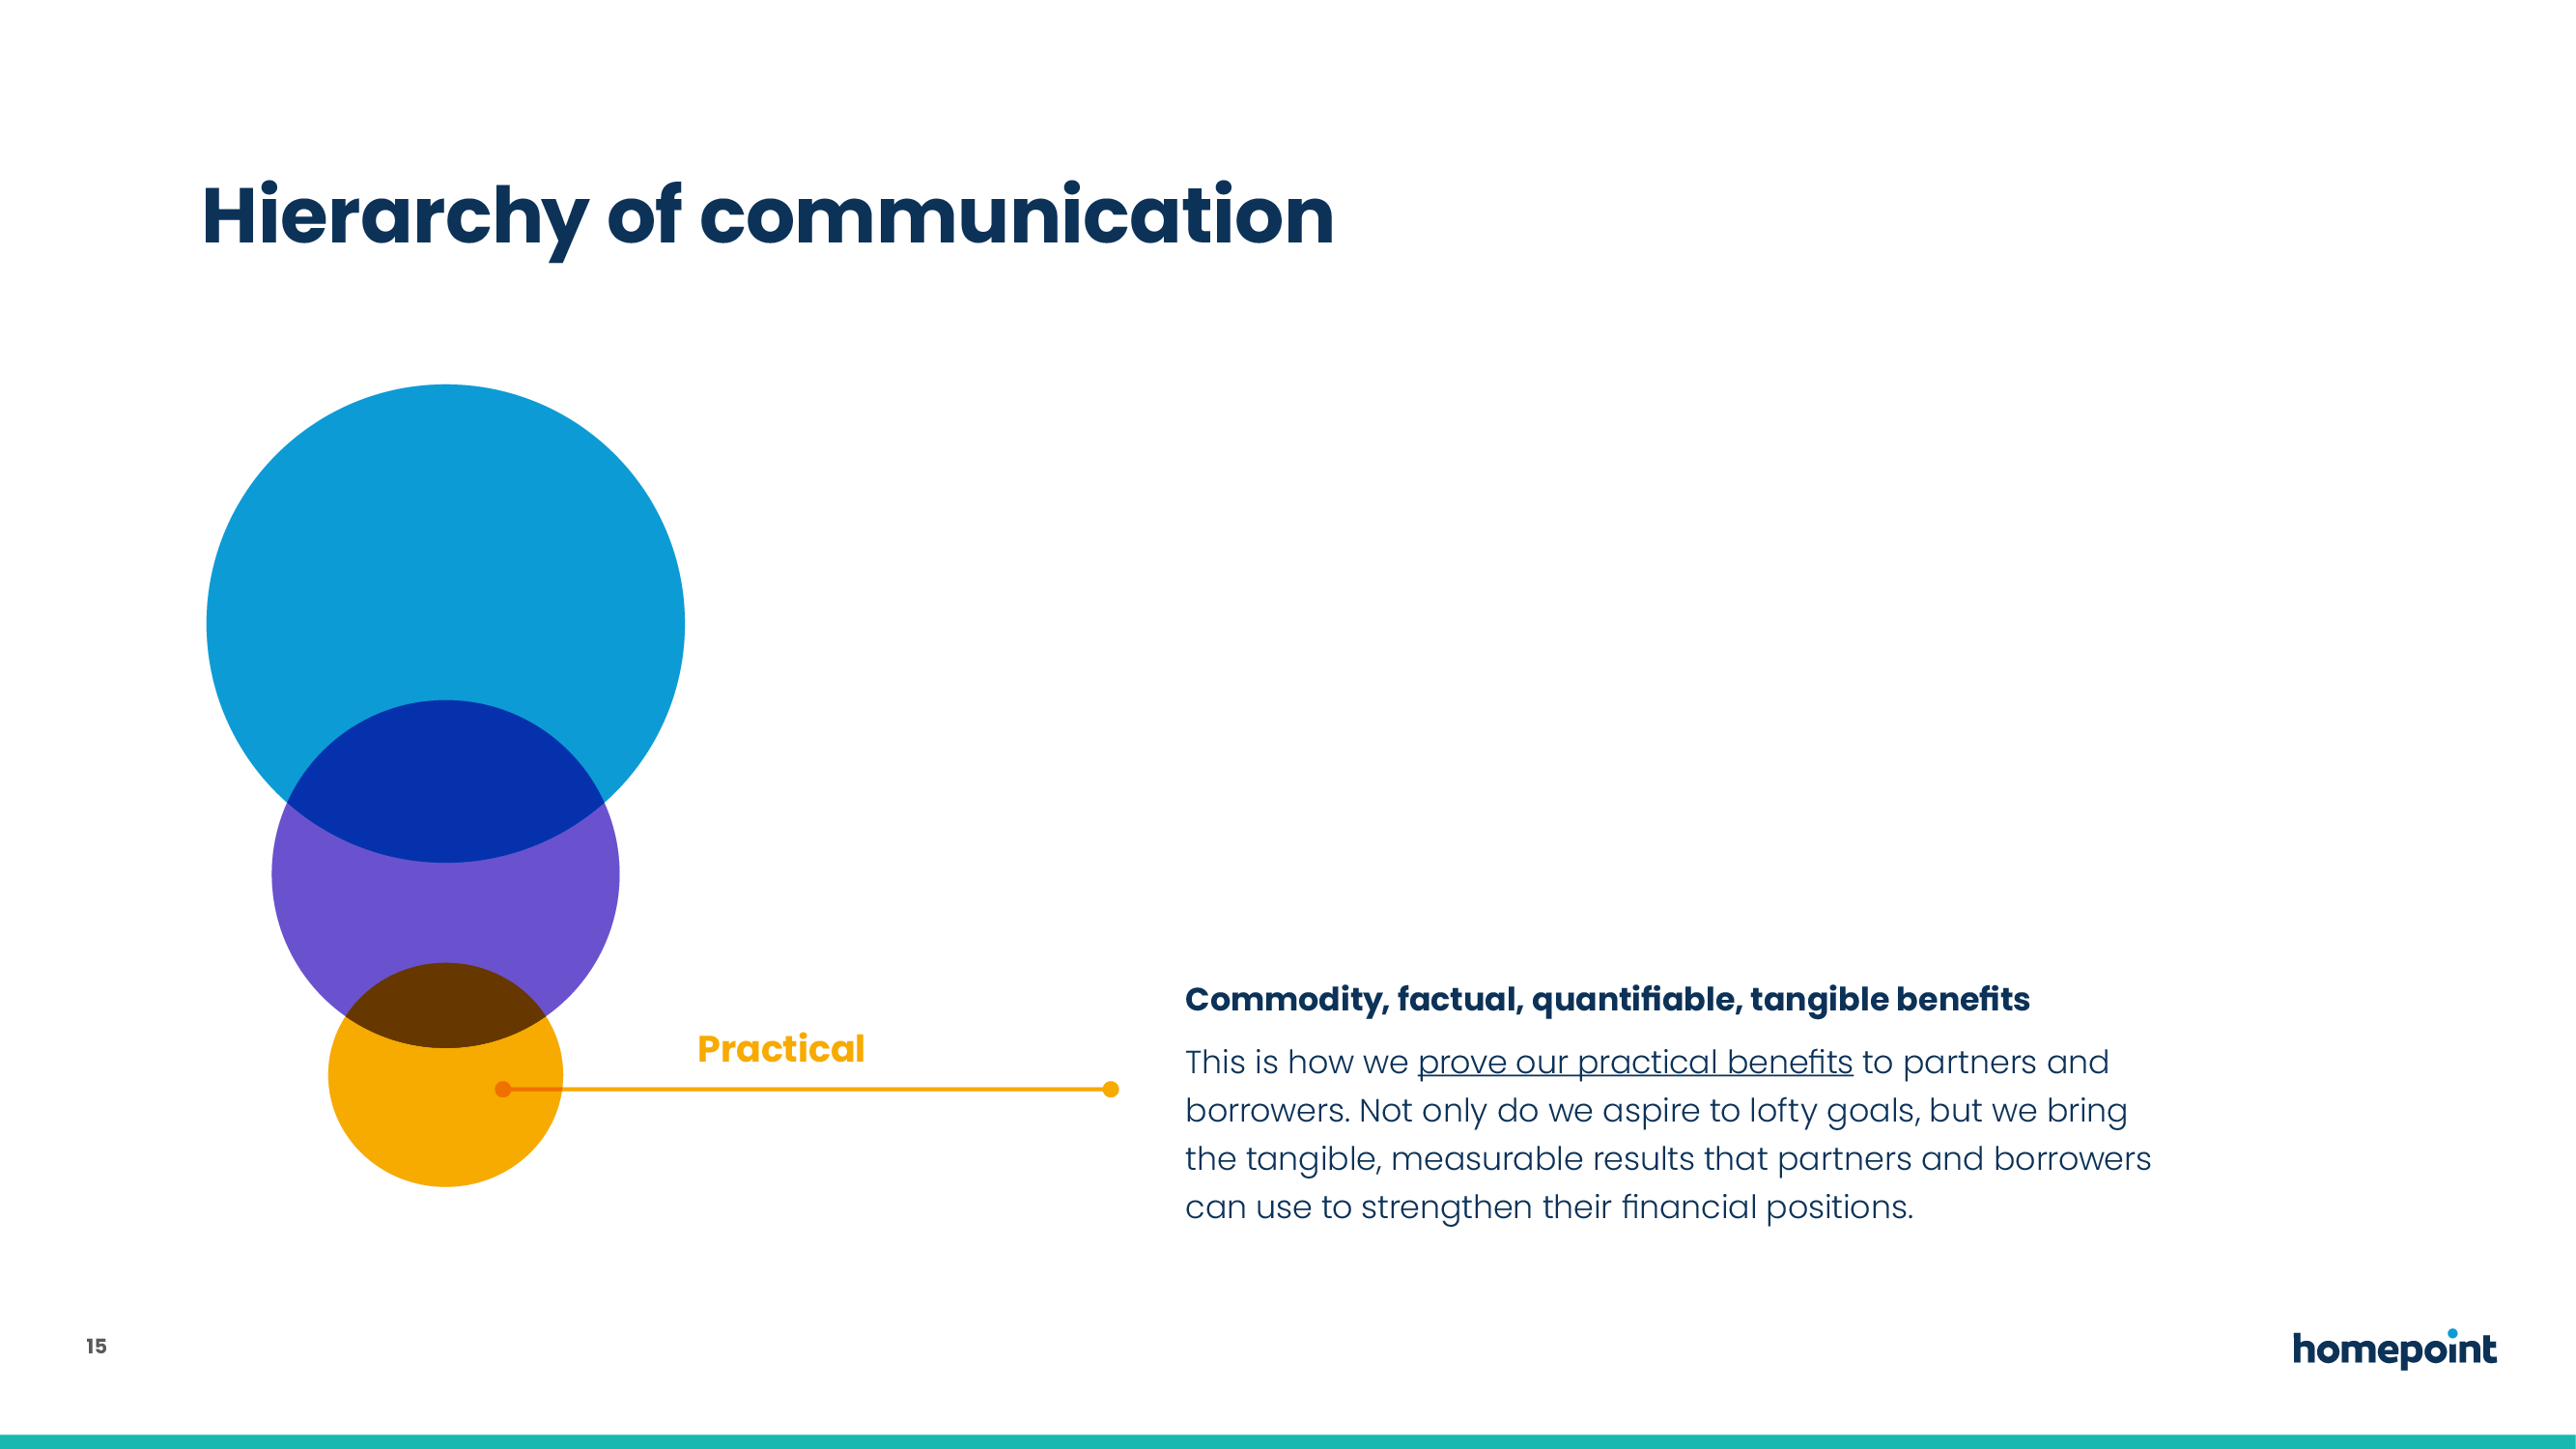 Hierarchy of communication
Practical
Commodity, factual, quantifiable, tangible benefits
This is how we prove our practical benefits to partners and
borrowers. Not only do we aspire to lofty goals, but we bring
the tangible, measurable results that partners and borrowers
can use to strengthen their financial positions.
15
homepoint